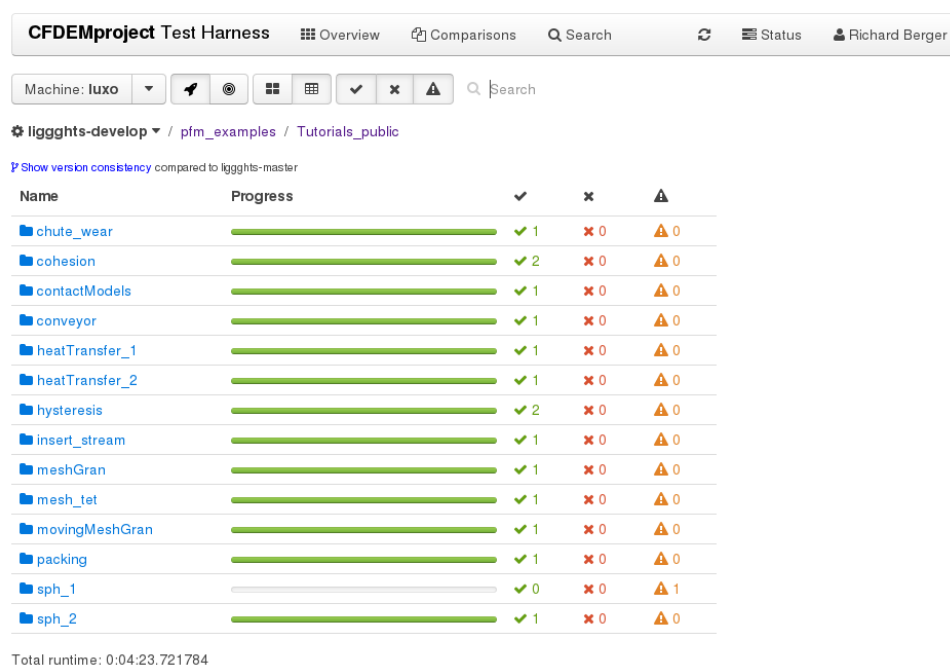 CFDEMproject Test Harness Overview Comparisons Search Status Richard Berger
Machine: luxo Search
liggghts-develop / pfm_examples / Tutorials_public
Show version consistency compared to liggghts-master
Name Progress
chute_wear 1 0 0
cohesion 2 0 0
contactModels 1 0 0
conveyor 1 0 0
heatTransfer_1 1 0 0
heatTransfer_2 1 0 0
hysteresis 2 0 0
insert_stream 1 0 0
meshGran 1 0 0
mesh_tet 1 0 0
movingMeshGran 1 0 0
packing 1 0 0
sph_1 0 0 1
sph_2 1 0 0
Total runtime: 0:04:23.721784